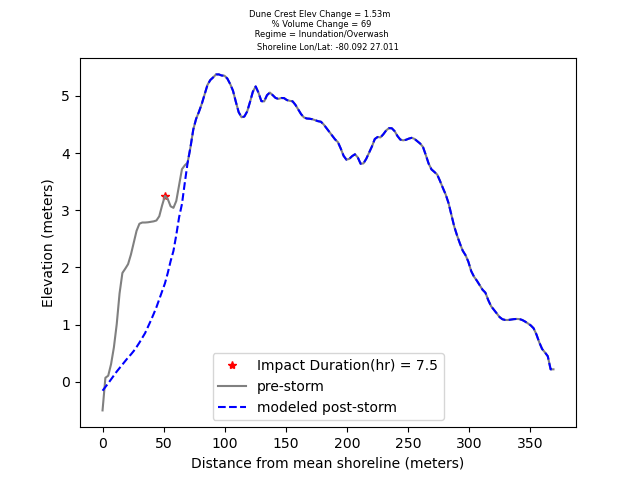 Dune Crest Elev Change = 1.53m
% Volume Change = 69
Regime = Inundation/Overwash
Shoreline Lon/Lat: -80.092 27.011
Elevation (meters)
5
4
3
2
1
0
Impact Duration(hr) = 7.5
pre-storm
modeled post-storm
0 50 100 150 200 250 300 350
Distance from mean shoreline (meters)